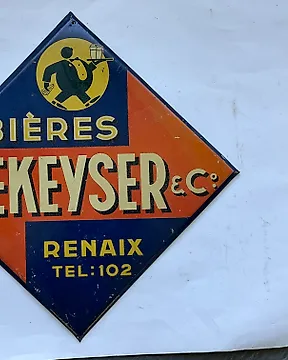 BIÈRES
EKEYSER & Cº
RENAIX
TEL: 102